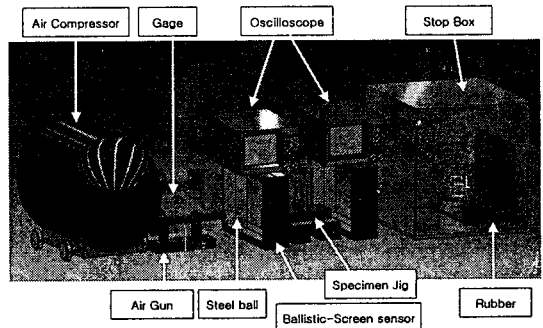 Air Compressor
Gage
Oscilloscope
Stop Box
Air Gun
Steel ball
Specimen Jig
Ballistic-Screen sensor
Rubber